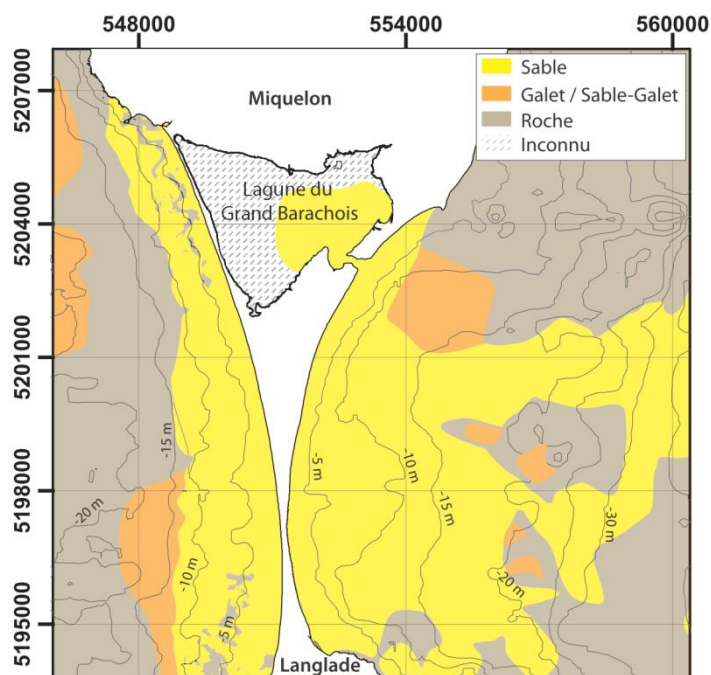 548000
554000
560000
5207000
5204000
5201000
5198000
5195000
Sable
Galet / Sable-Galet
Roche
Inconnu
Miquelon
Lagune du
Grand Barachois
-15 m
-20 m
-10 m
-5 m
-5 m
-10 m
-15 m
-20 m
-30 m
Langlade